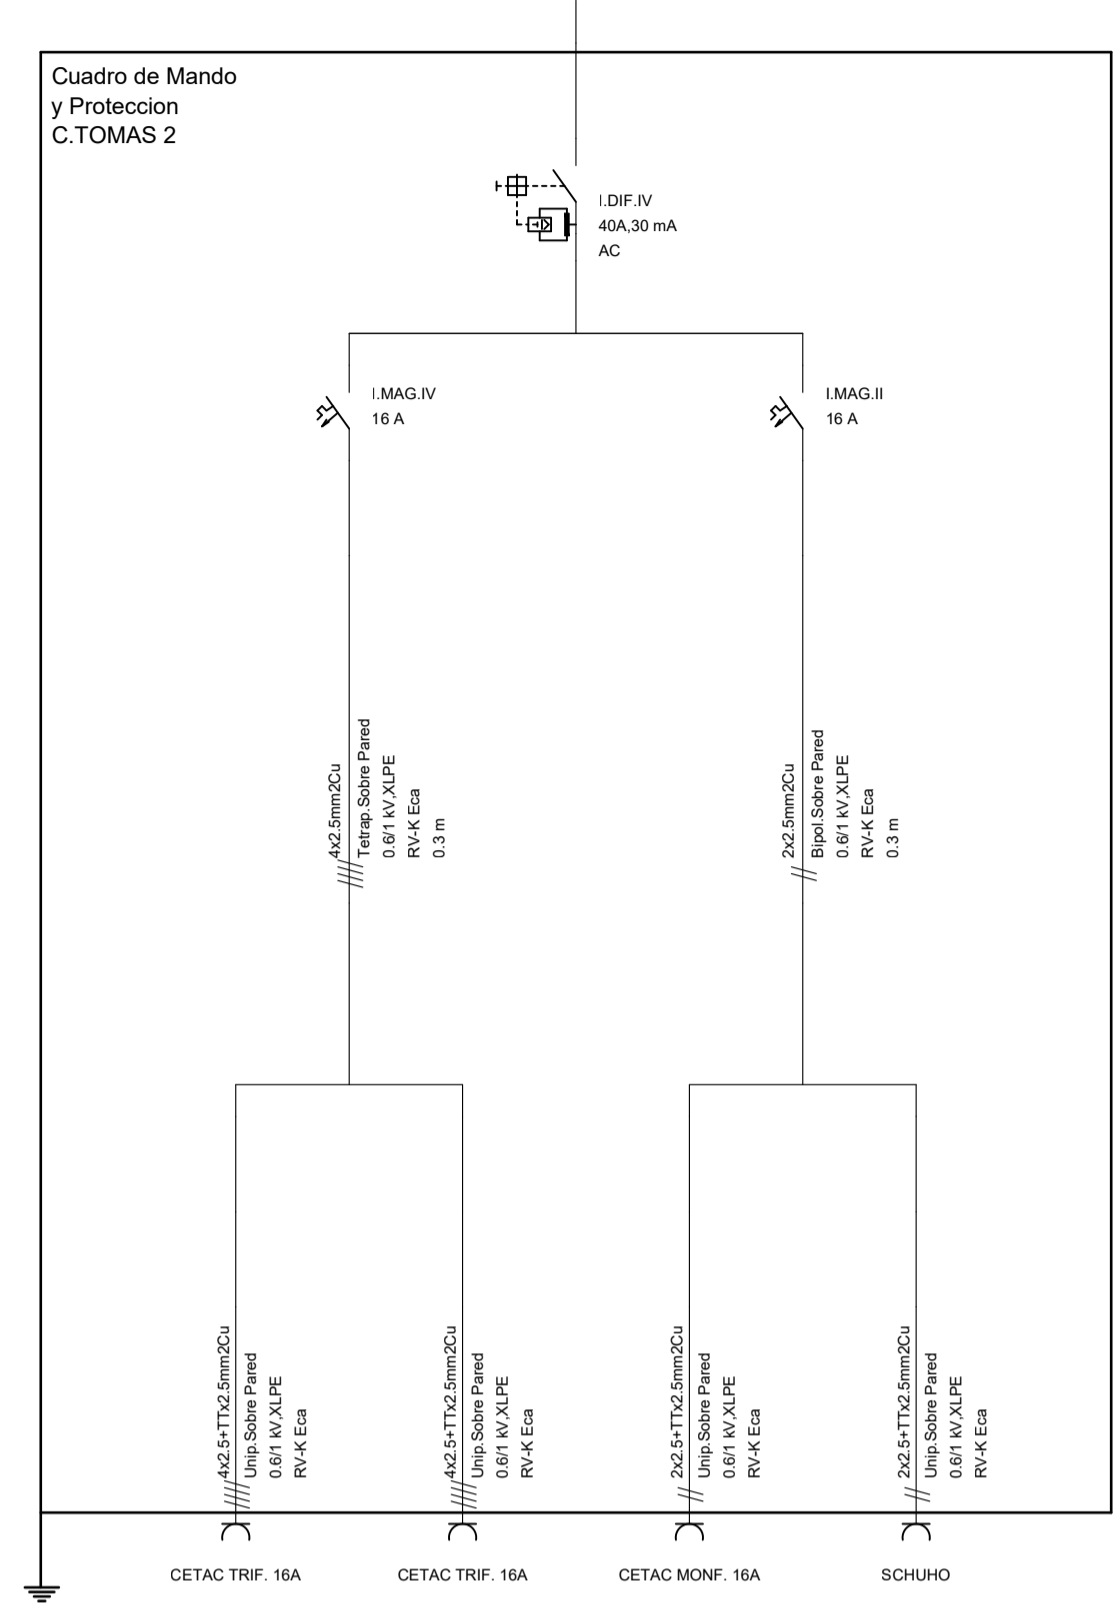 Cuadro de Mando
y Proteccion
C.TOMAS 2
I.DIF.IV
40A,30 mA
AC
I.MAG.IV
16 A
I.MAG.II
16 A
4x2.5mm2Cu
Tetrap.Sobre Pared
0.6/1 kV,XLPE
RV-K Eca
0.3 m
2x2.5mm2Cu
Bipol.Sobre Pared
0.6/1 kV,XLPE
RV-K Eca
0.3 m
4x2.5+TTx2.5mm2Cu
Unip.Sobre Pared
0.6/1 kV,XLPE
RV-K Eca
4x2.5+TTx2.5mm2Cu
Unip.Sobre Pared
0.6/1 kV,XLPE
RV-K Eca
2x2.5+TTx2.5mm2Cu
Unip.Sobre Pared
0.6/1 kV,XLPE
RV-K Eca
2x2.5+TTx2.5mm2Cu
Unip.Sobre Pared
0.6/1 kV,XLPE
RV-K Eca
CETAC TRIF. 16A
CETAC TRIF. 16A
CETAC MONF. 16A
SCHUHO